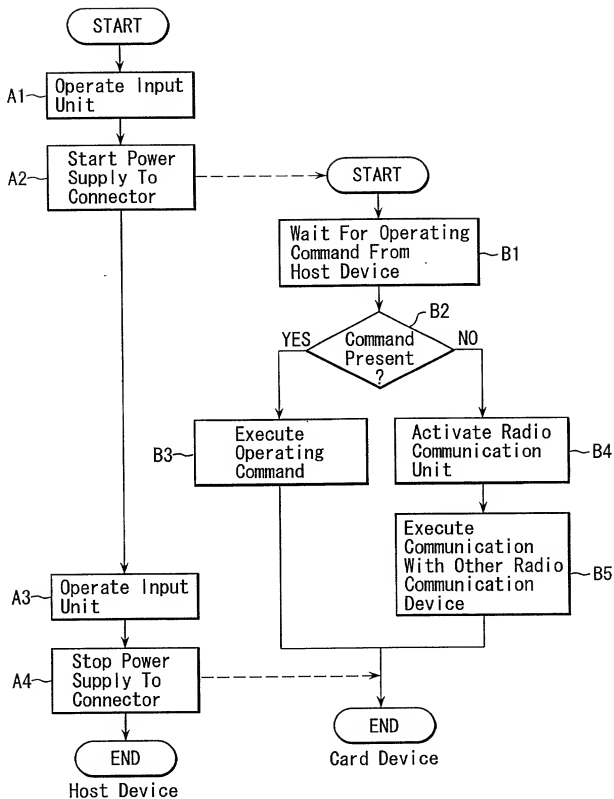 START
A1
Operate Input
Unit
A2
Start Power
Supply To
Connector
START
Wait For Operating
Command From
Host Device
B1
B2
YES
Command
Present
?
NO
B3
Execute
Operating
Command
Activate Radio
Communication
Unit
B4
Execute
Communication
With Other Radio
Communication
Device
B5
A3
Operate Input
Unit
A4
Stop Power
Supply To
Connector
END
Host Device
END
Card Device